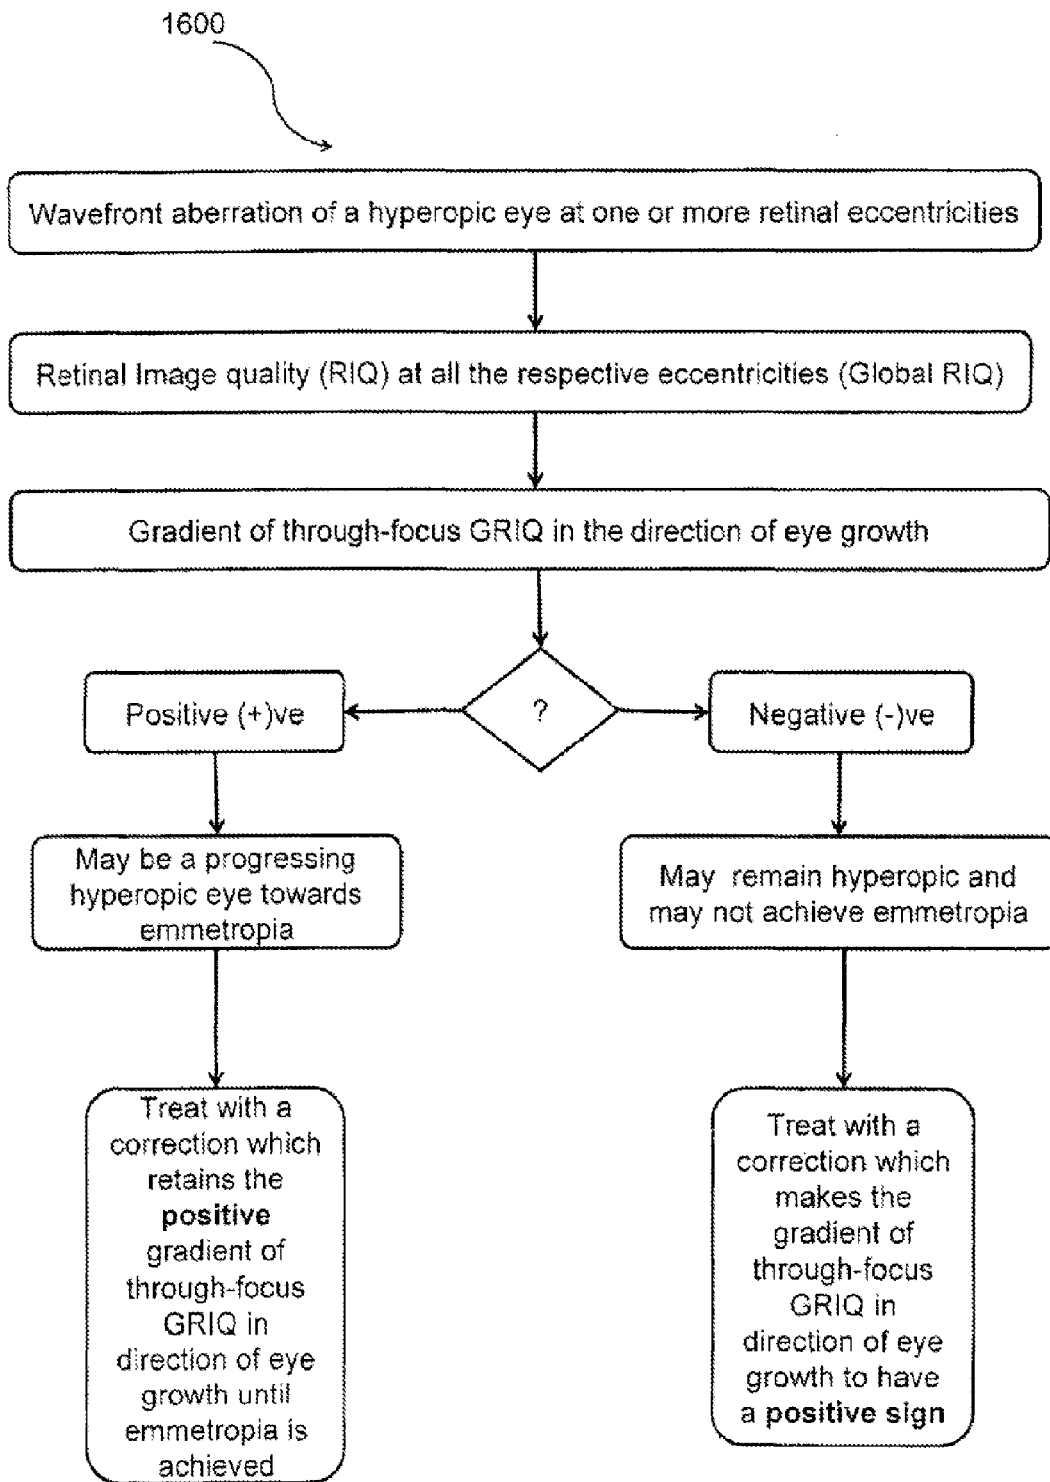 1600
Wavefront aberration of a hyperopic eye at one or more retinal eccentricities
Retinal Image quality (RIQ) at all the respective eccentricities (Global RIQ)
Gradient of through-focus GRIQ in the direction of eye growth
?
Positive (+)ve
Negative (-)ve
May be a progressing
hyperopic eye towards
emmetropia
May remain hyperopic and
may not achieve emmetropia
Treat with a
correction which
retains the
positive
gradient of
through-focus
GRIQ in
direction of eye
growth until
emmetropia is
achieved
Treat with a
correction which
makes the
gradient of
through-focus
GRIQ in
direction of eye
growth to have
a positive sign